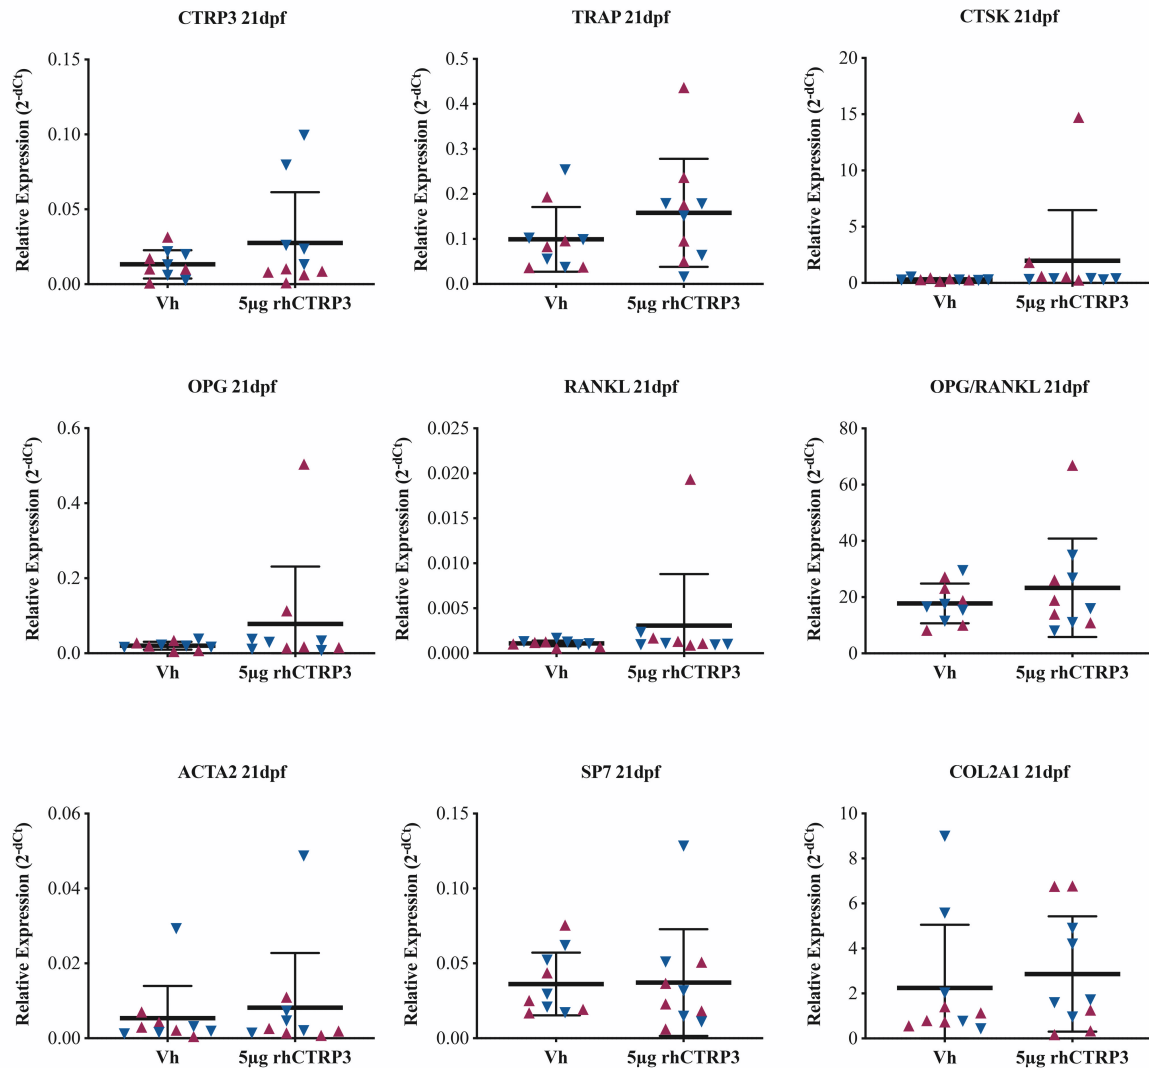 CTRP3 21dpf
Relative Expression (2^-dCt)
0.15
0.10
0.05
0.00
Vh
5µg rhCTRP3
TRAP 21dpf
Relative Expression (2^-dCt)
0.5
0.4
0.3
0.2
0.1
0.0
Vh
5µg rhCTRP3
CTSK 21dpf
Relative Expression (2^-dCt)
20
15
10
5
0
Vh
5µg rhCTRP3
OPG 21dpf
Relative Expression (2^-dCt)
0.6
0.4
0.2
0.0
Vh
5µg rhCTRP3
RANKL 21dpf
Relative Expression (2^-dCt)
0.025
0.020
0.015
0.010
0.005
0.000
Vh
5µg rhCTRP3
OPG/RANKL 21dpf
Relative Expression (2^-dCt)
80
60
40
20
0
Vh
5µg rhCTRP3
ACTA2 21dpf
Relative Expression (2^-dCt)
0.06
0.04
0.02
0.00
Vh
5µg rhCTRP3
SP7 21dpf
Relative Expression (2^-dCt)
0.15
0.10
0.05
0.00
Vh
5µg rhCTRP3
COL2A1 21dpf
Relative Expression (2^-dCt)
10
8
6
4
2
0
Vh
5µg rhCTRP3